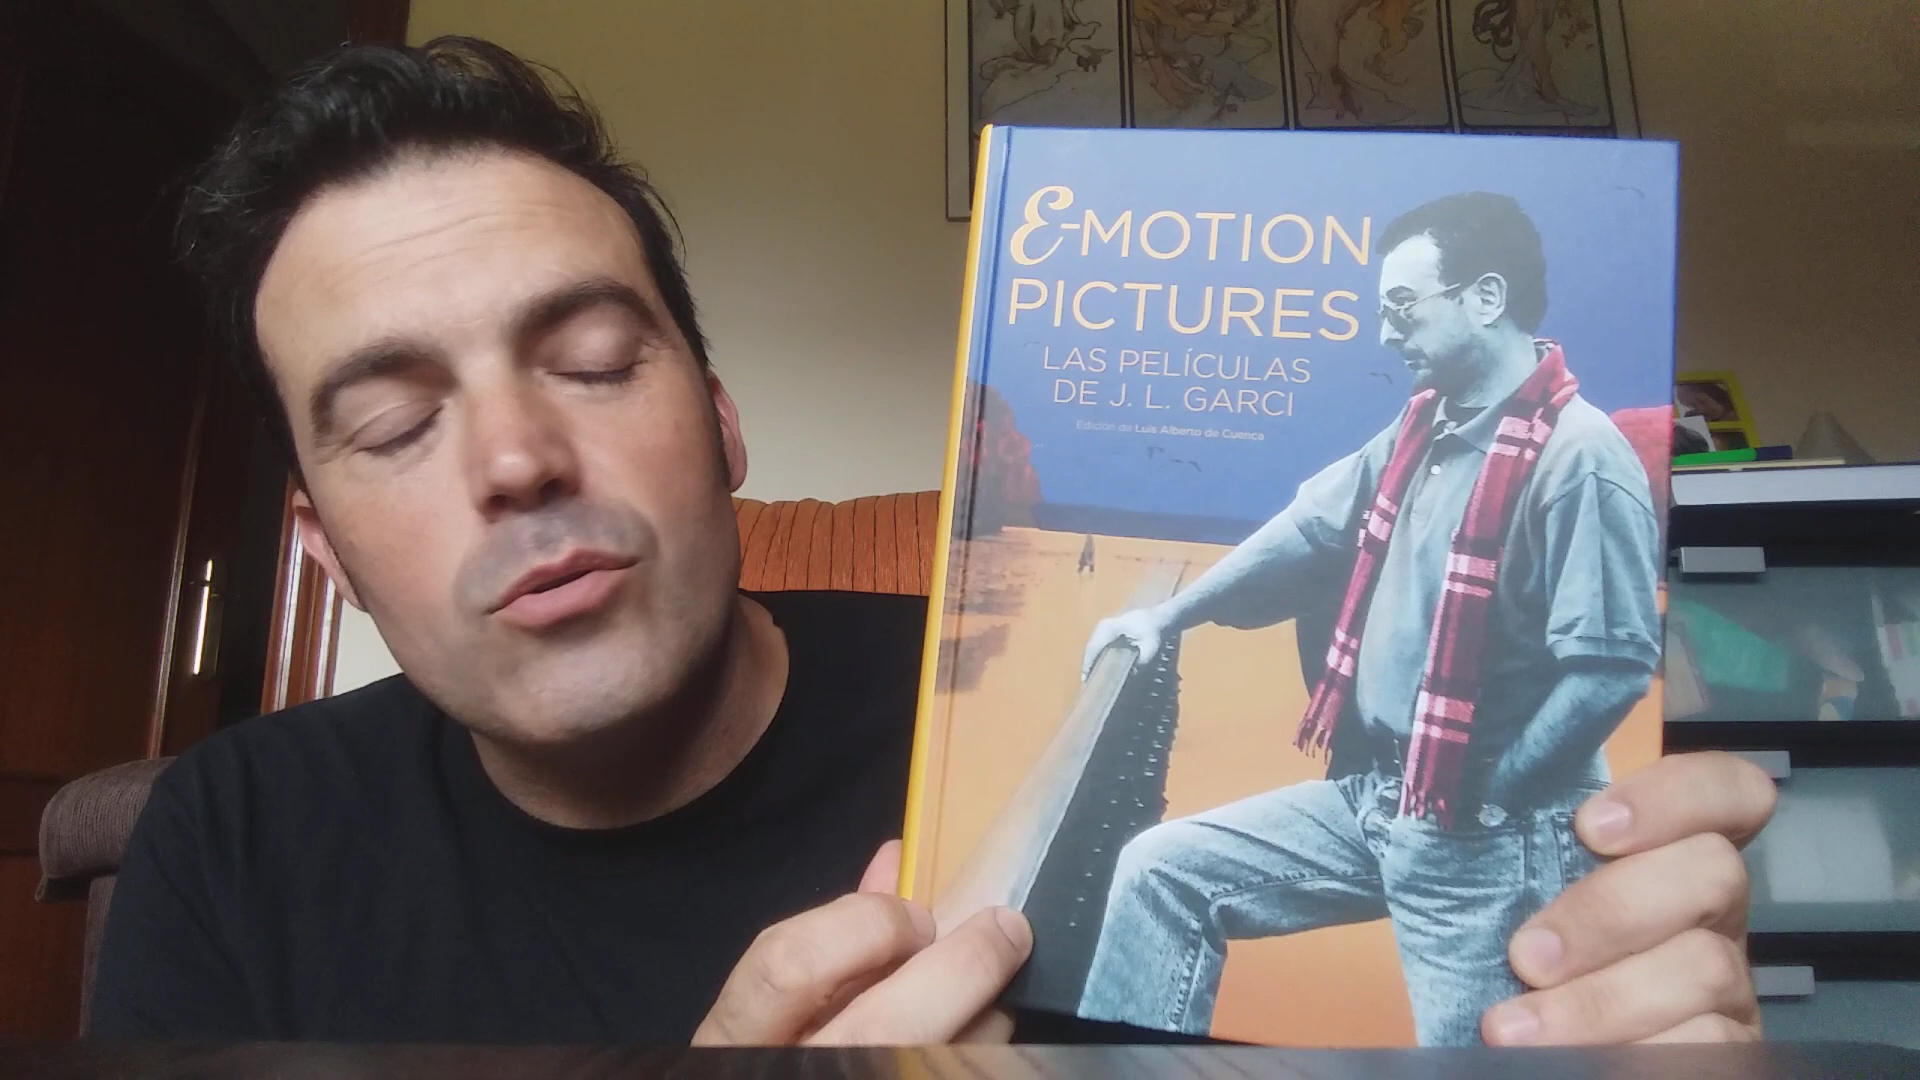 E-MOTION
PICTURES
LAS PELÍCULAS
DE J. L. GARCI
Edición de Luis Alberto de Cuenca